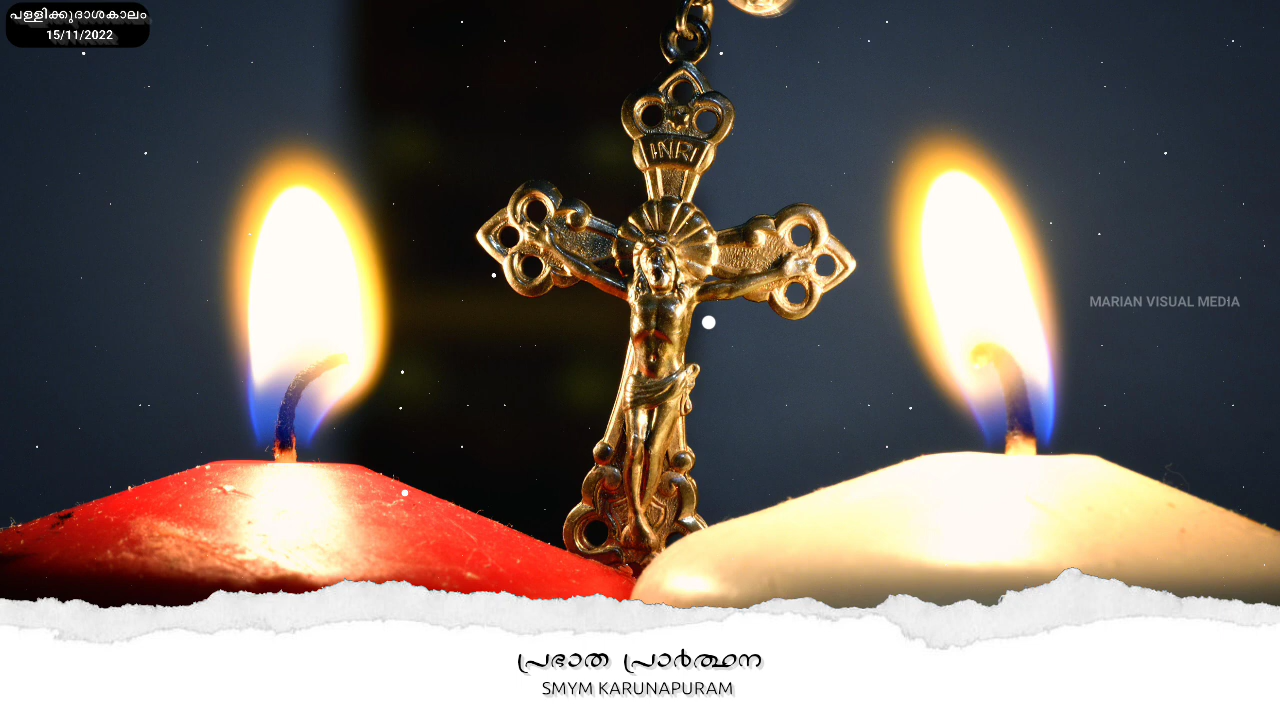 പള്ളിക്കൂദാശകാലം
15/11/2022
INRI
MARIAN VISUAL MEDIA
പ്രഭാത പ്രാർത്ഥന
SMYM KARUNAPURAM